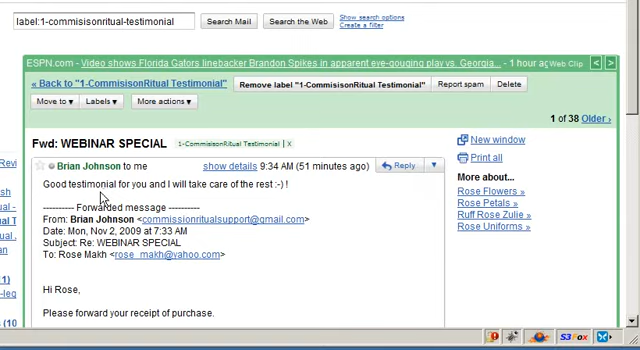 label:1-commisisonritual-testimonial
Search Mail
Search the Web
Show search options
Create a filter
ESPN.com - Video shows Florida Gators linebacker Brandon Spikes in apparent eye-gouging play vs. Georgia... - 1 hour ag
Web Clip
< >
« Back to "1-CommisionRitual Testimonial"
Remove label "1-CommisionRitual Testimonial"
Report spam
Delete
Move to ▾
Labels ▾
More actions ▾
1 of 38 Older ›
Fwd: WEBINAR SPECIAL
1-CommisionRitual Testimonial | X
New window
Print all
Brian Johnson to me
show details 9:34 AM (51 minutes ago)
Reply
Good testimonial for you and I will take care of the rest :-) !
---------- Forwarded message ----------
From: Brian Johnson <commissionritualsupport@gmail.com>
Date: Mon, Nov 2, 2009 at 7:33 AM
Subject: Re: WEBINAR SPECIAL
To: Rose Makh <rose_makh@yahoo.com>
Hi Rose,
Please forward your receipt of purchase.
More about...
Rose Flowers »
Rose Petals »
Ruff Rose Zulie »
Rose Uniforms »
Revi
1)
-leg
(10
S3Fox